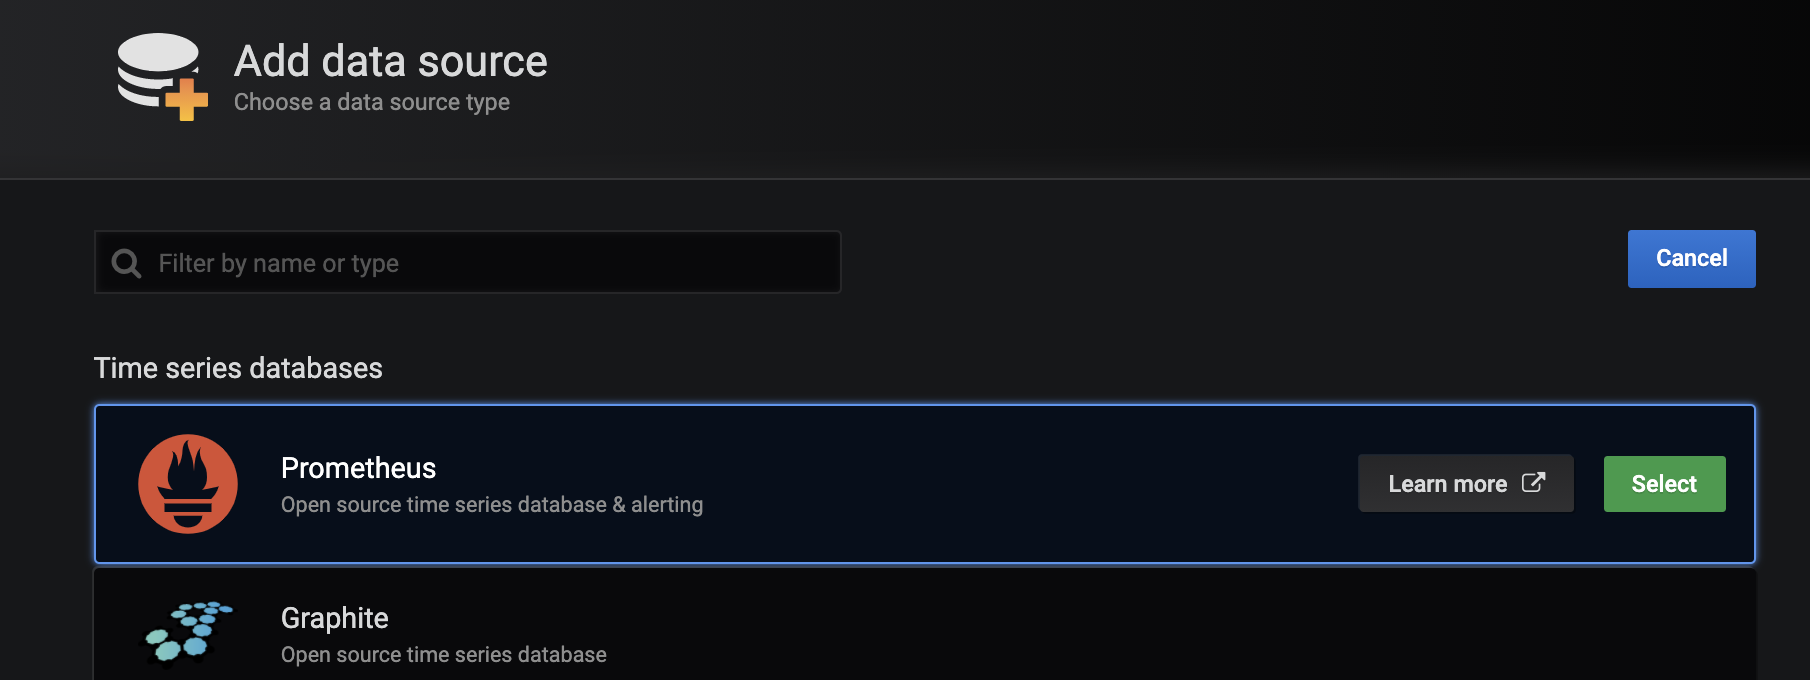 Add data source
Choose a data source type
Filter by name or type
Cancel
Time series databases
Prometheus
Open source time series database & alerting
Learn more
Select
Graphite
Open source time series database